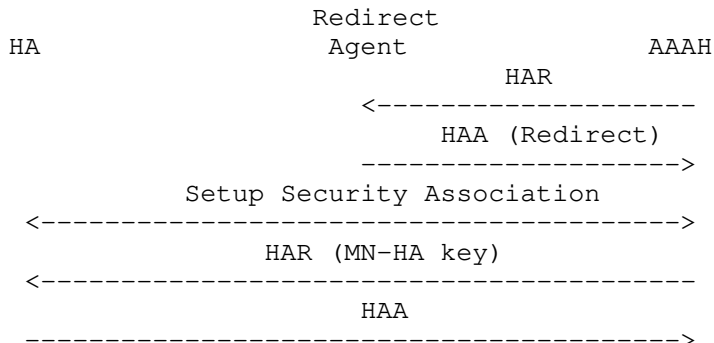 Redirect
HA Agent AAAH
HAR
<---------------------
HAA (Redirect)
--------------------->
Setup Security Association
<---------------------------------------->
HAR (MN-HA key)
<-----------------------------------------
HAA
----------------------------------------->